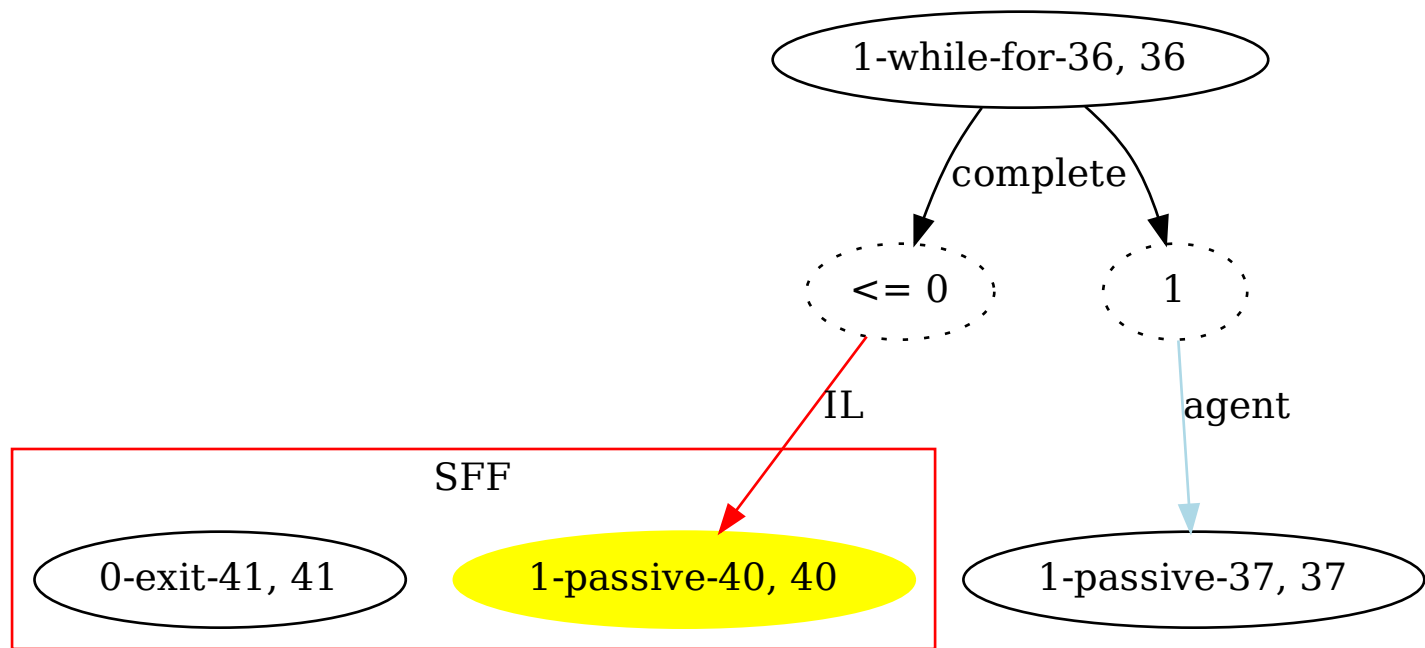 1-while-for-36, 36
complete
<= 0
1
IL
agent
SFF
0-exit-41, 41
1-passive-40, 40
1-passive-37, 37